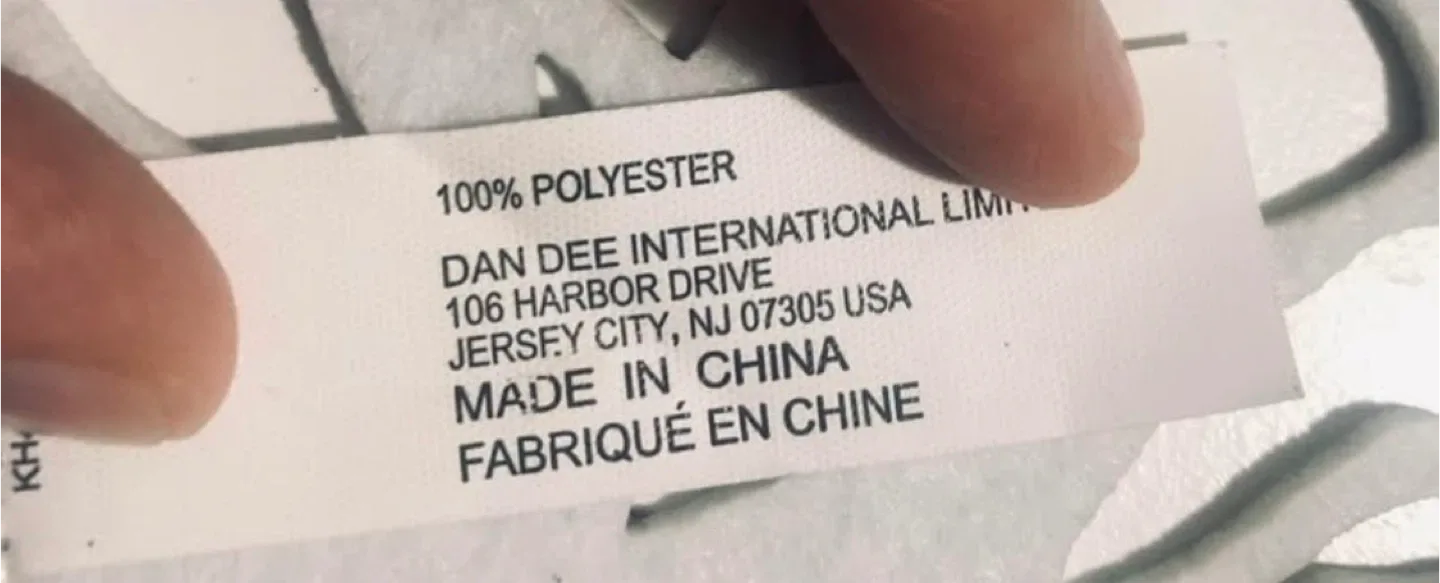 100% POLYESTER
DAN DEE INTERNATIONAL
106 HARBOR DRIVE
JERSEY CITY, NJ 07305 USA
MADE IN CHINA
FABRIQUÉ EN CHINE